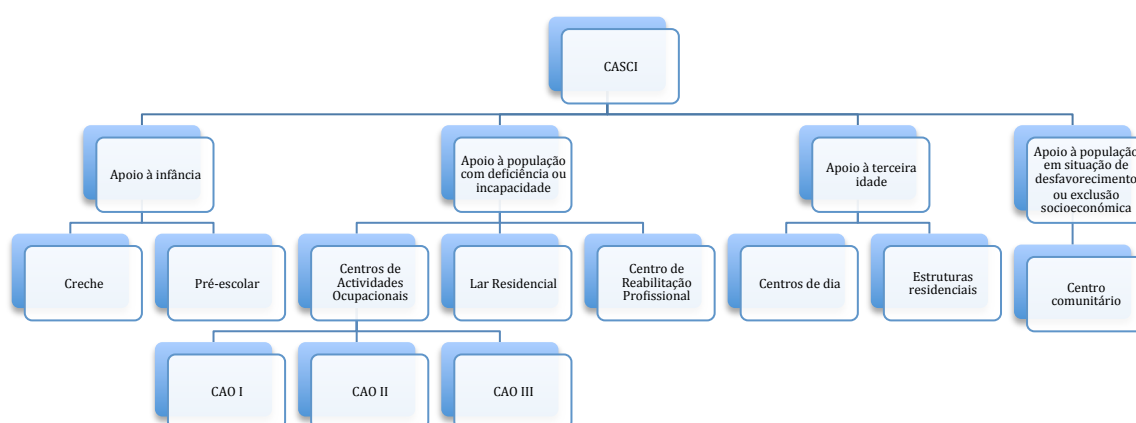 CASCI
Apoio à infância
Apoio à população
com deficiência ou
incapacidade
Apoio à terceira
idade
Apoio à população
em situação de
desfavorecimento
ou exclusão
socioeconómica
Creche
Pré-escolar
Centros de
Actividades
Ocupacionais
Lar Residencial
Centro de
Reabilitação
Profissional
Centros de dia
Estruturas
residenciais
Centro
comunitário
CAO I
CAO II
CAO III